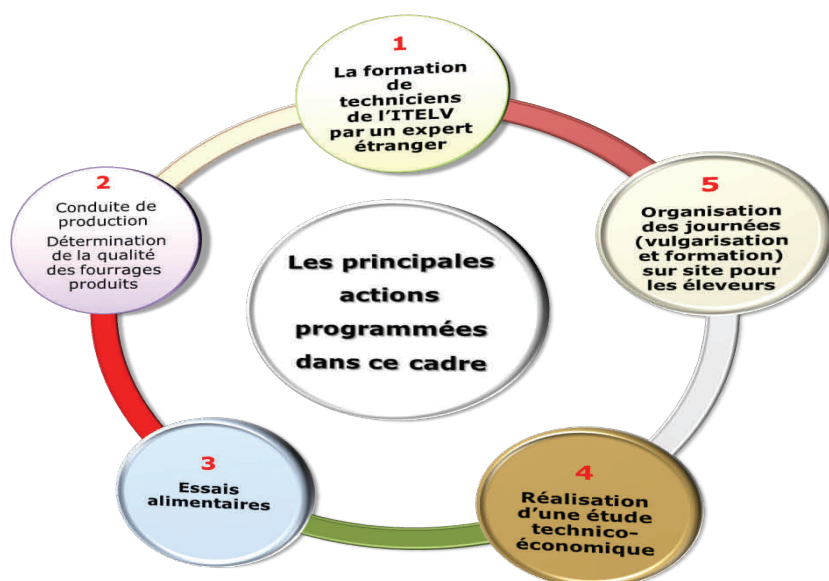 1
La formation
de
techniciens
de l'ITELV
par un expert
étranger
2
Conduite de
production
Détermination
de la qualité
des fourrages
produits
3
Essais
alimentaires
4
Réalisation
d'une étude
technico-
économique
5
Organisation
des journées
(vulgarisation
et formation)
sur site pour
les éleveurs
Les principales
actions
programmées
dans ce cadre